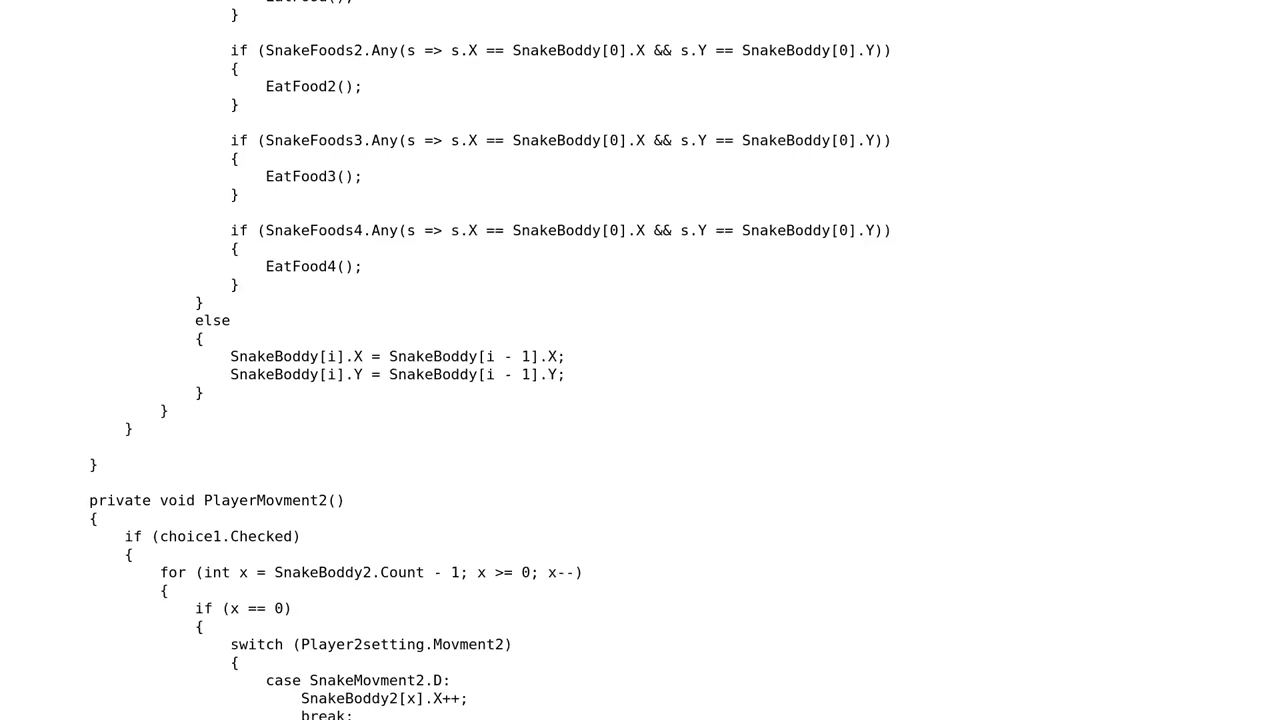 }
if (SnakeFoods2.Any(s => s.X == SnakeBoddy[0].X && s.Y == SnakeBoddy[0].Y))
{
EatFood2();
}
if (SnakeFoods3.Any(s => s.X == SnakeBoddy[0].X && s.Y == SnakeBoddy[0].Y))
{
EatFood3();
}
if (SnakeFoods4.Any(s => s.X == SnakeBoddy[0].X && s.Y == SnakeBoddy[0].Y))
{
EatFood4();
}
}
else
{
SnakeBoddy[i].X = SnakeBoddy[i - 1].X;
SnakeBoddy[i].Y = SnakeBoddy[i - 1].Y;
}
}
}
}
private void PlayerMovment2()
{
if (choice1.Checked)
{
for (int x = SnakeBoddy2.Count - 1; x >= 0; x--)
{
if (x == 0)
{
switch (Player2setting.Movment2)
{
case SnakeMovment2.D:
SnakeBoddy2[x].X++;
break;